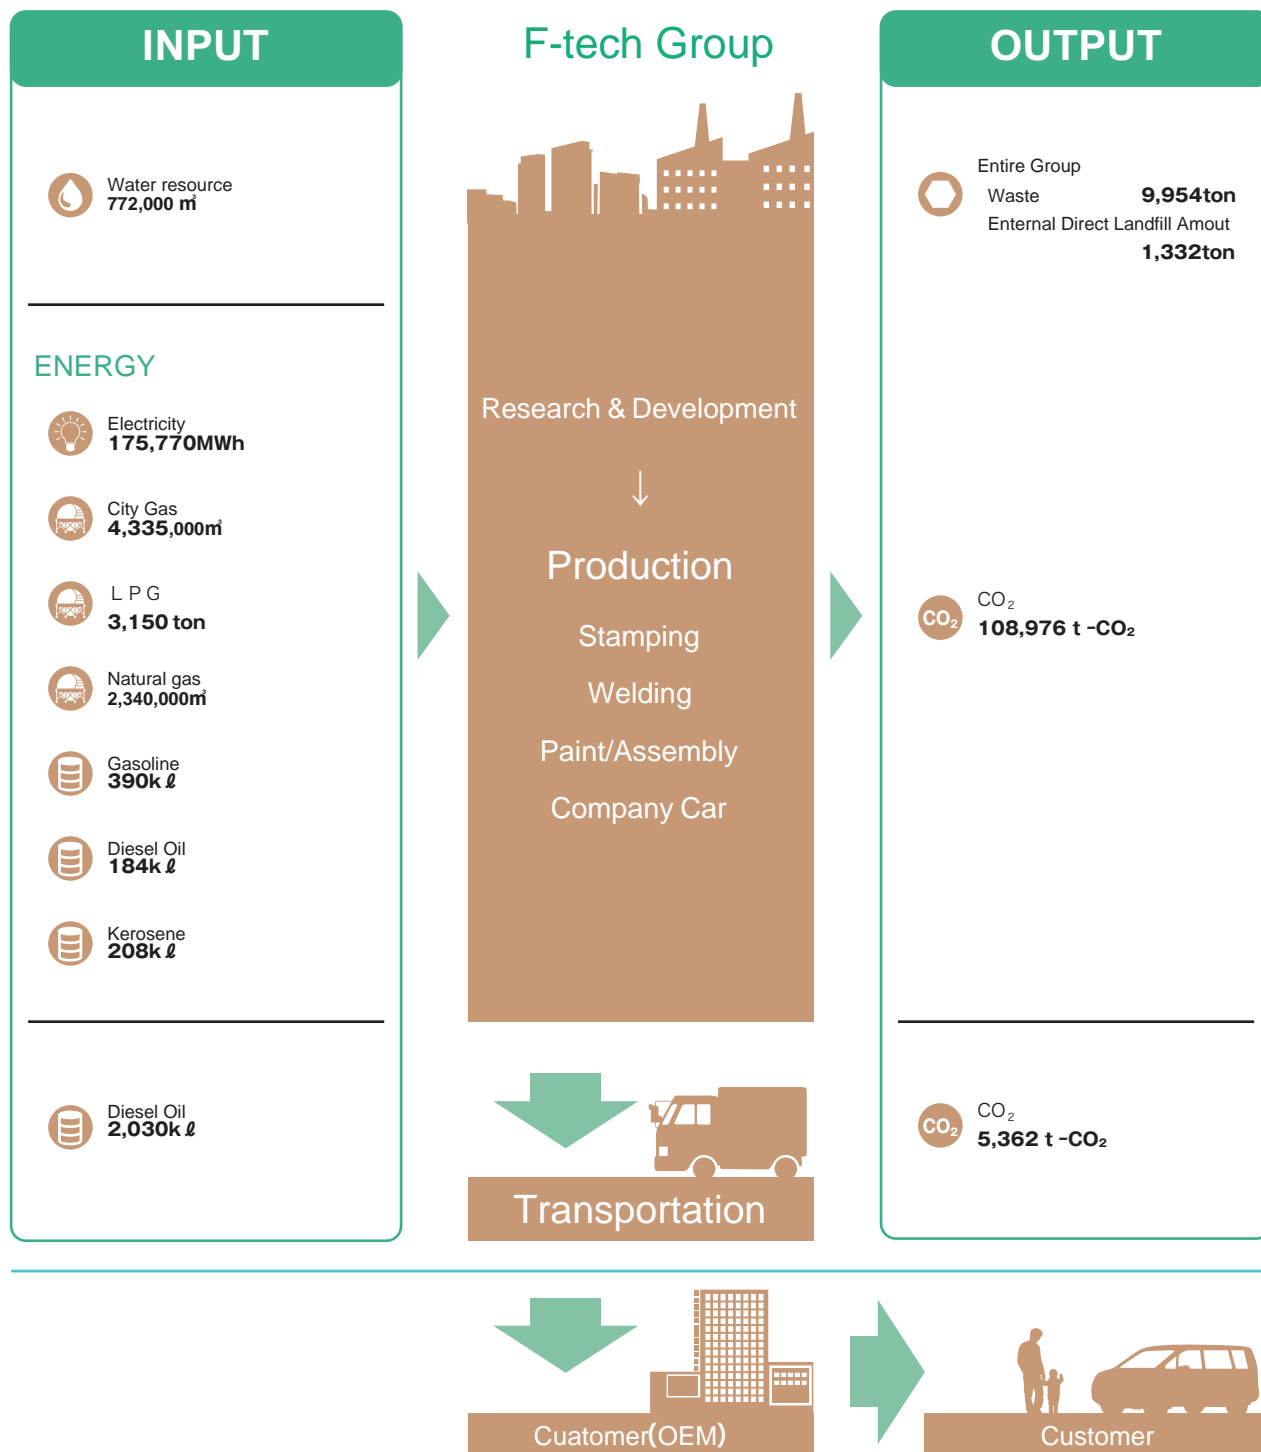 INPUT
Water resource
772,000 ㎥
ENERGY
Electricity
175,770MWh
City Gas
4,335,000㎥
LPG
3,150 ton
Natural gas
2,340,000㎥
Gasoline
390kℓ
Diesel Oil
184kℓ
Kerosene
208kℓ
Diesel Oil
2,030kℓ
F-tech Group
Research & Development
↓
Production
Stamping
Welding
Paint/Assembly
Company Car
Transportation
Cuatomer(OEM)
OUTPUT
Entire Group
Waste 9,954ton
Enternal Direct Landfill Amout
1,332ton
CO₂
CO₂
108,976 t -CO₂
CO₂
CO₂
5,362 t -CO₂
Customer